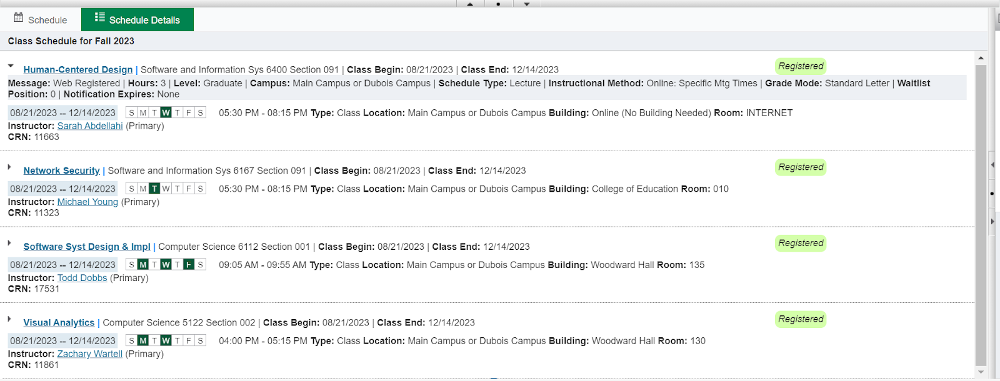 Schedule
Schedule Details
Class Schedule for Fall 2023
Human-Centered Design | Software and Information Sys 6400 Section 091 | Class Begin: 08/21/2023 | Class End: 12/14/2023
Registered
Message: Web Registered | Hours: 3 | Level: Graduate | Campus: Main Campus or Dubois Campus | Schedule Type: Lecture | Instructional Method: Online: Specific Mtg Times | Grade Mode: Standard Letter | Waitlist
Position: 0 | Notification Expires: None
08/21/2023 -- 12/14/2023 S M T W T F S 05:30 PM - 08:15 PM Type: Class Location: Main Campus or Dubois Campus Building: Online (No Building Needed) Room: INTERNET
Instructor: Sarah Abdellahi (Primary)
CRN: 11663
Network Security | Software and Information Sys 6167 Section 091 | Class Begin: 08/21/2023 | Class End: 12/14/2023
Registered
08/21/2023 -- 12/14/2023 S M T W T F S 05:30 PM - 08:15 PM Type: Class Location: Main Campus or Dubois Campus Building: College of Education Room: 010
Instructor: Michael Young (Primary)
CRN: 11323
Software Syst Design & Impl | Computer Science 6112 Section 001 | Class Begin: 08/21/2023 | Class End: 12/14/2023
Registered
08/21/2023 -- 12/14/2023 S M T W T F S 09:05 AM - 09:55 AM Type: Class Location: Main Campus or Dubois Campus Building: Woodward Hall Room: 135
Instructor: Todd Dobbs (Primary)
CRN: 17531
Visual Analytics | Computer Science 5122 Section 002 | Class Begin: 08/21/2023 | Class End: 12/14/2023
Registered
08/21/2023 -- 12/14/2023 S M T W T F S 04:00 PM - 05:15 PM Type: Class Location: Main Campus or Dubois Campus Building: Woodward Hall Room: 130
Instructor: Zachary Wartell (Primary)
CRN: 11861